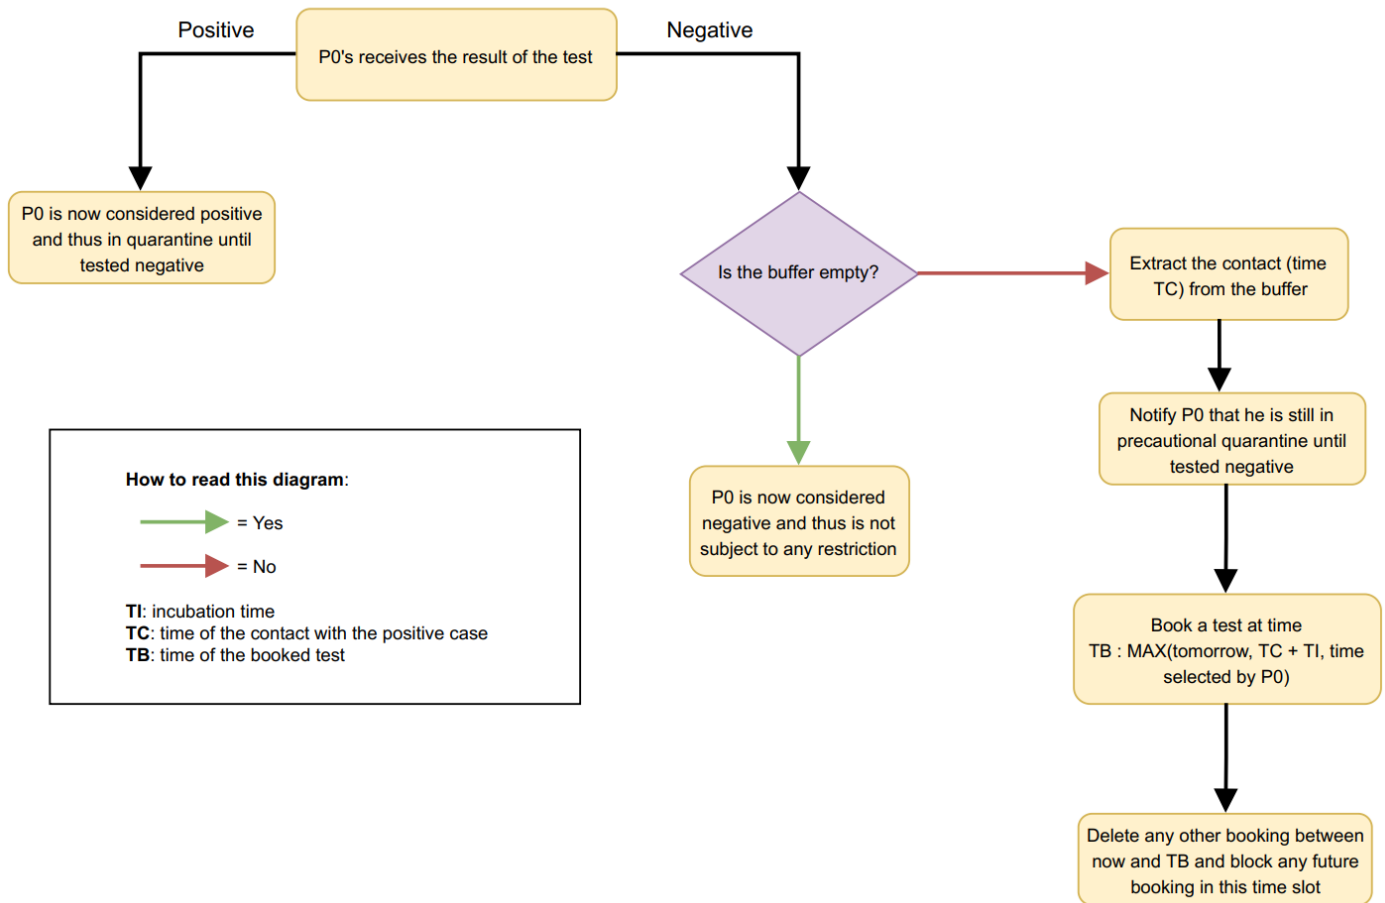 Positive
Negative
P0's receives the result of the test
P0 is now considered positive
and thus in quarantine until
tested negative
Is the buffer empty?
Extract the contact (time
TC) from the buffer
Notify P0 that he is still in
precautional quarantine until
tested negative
P0 is now considered
negative and thus is not
subject to any restriction
Book a test at time
TB : MAX(tomorrow, TC + TI, time
selected by P0)
Delete any other booking between
now and TB and block any future
booking in this time slot
How to read this diagram:
= Yes
= No
TI: incubation time
TC: time of the contact with the positive case
TB: time of the booked test